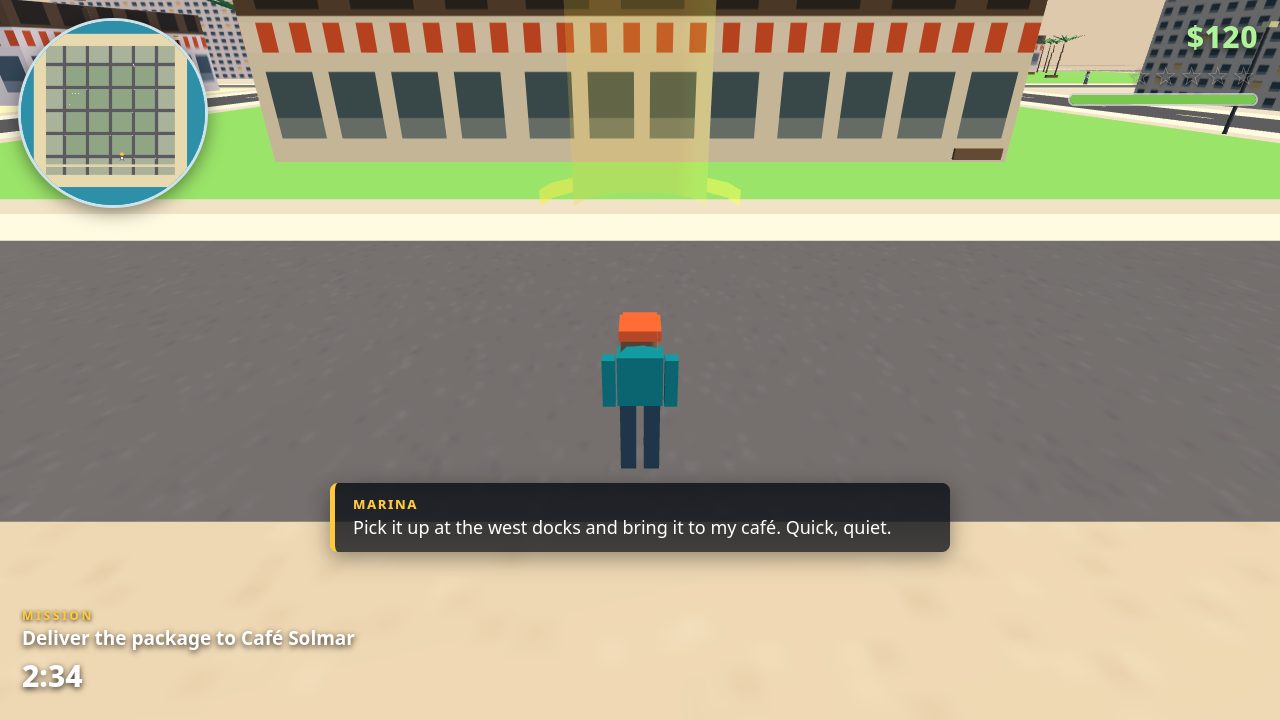 $120
MARINA
Pick it up at the west docks and bring it to my café. Quick, quiet.
MISSION
Deliver the package to Café Solmar
2:34